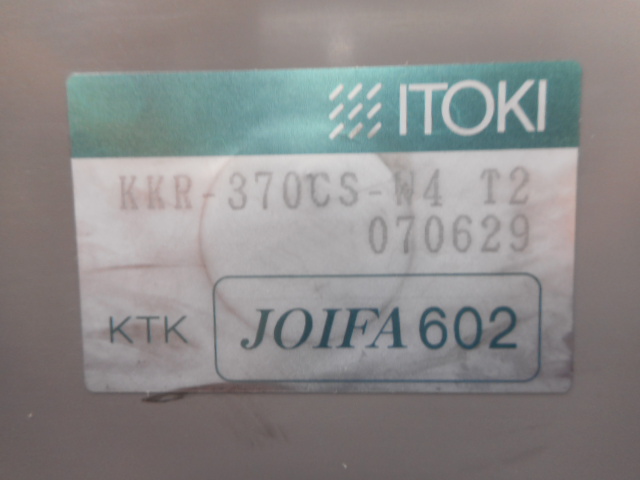 ITOKI
KKR-370CS-W4 T2
070629
KTK
JOIFA 602